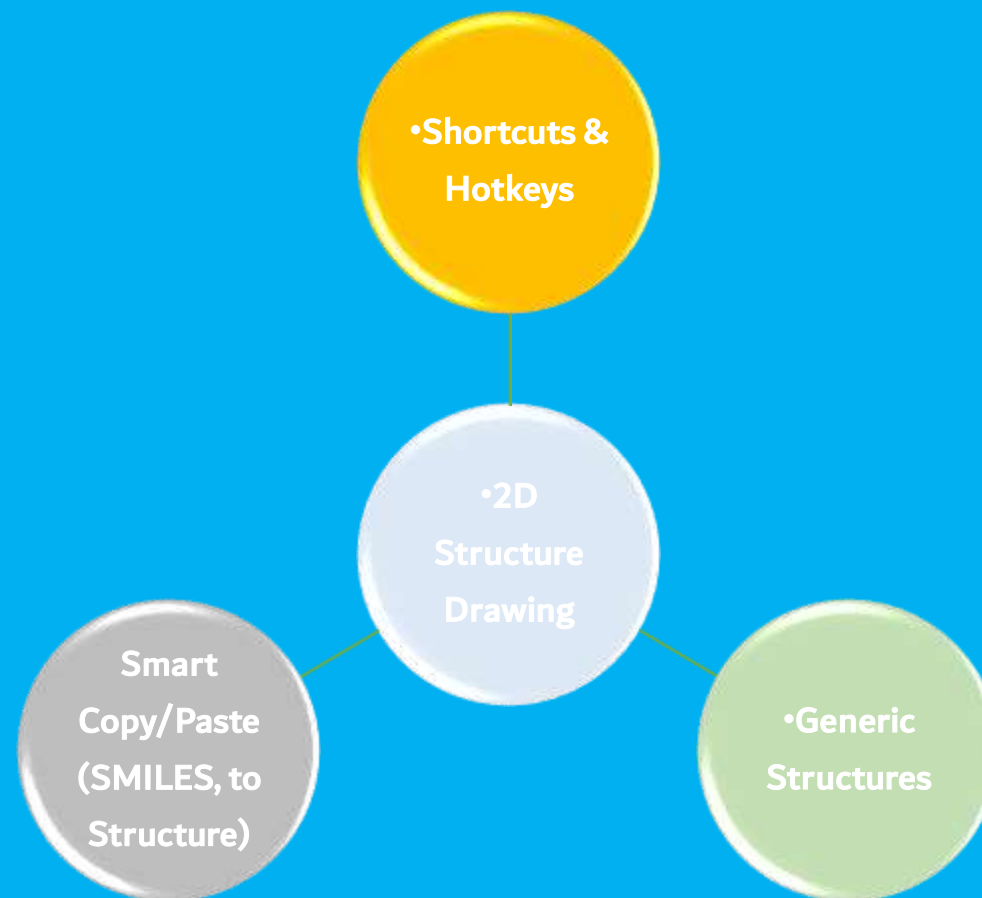 •Shortcuts &
Hotkeys
•2D
Structure
Drawing
Smart
Copy/Paste
(SMILES, to
Structure)
•Generic
Structures